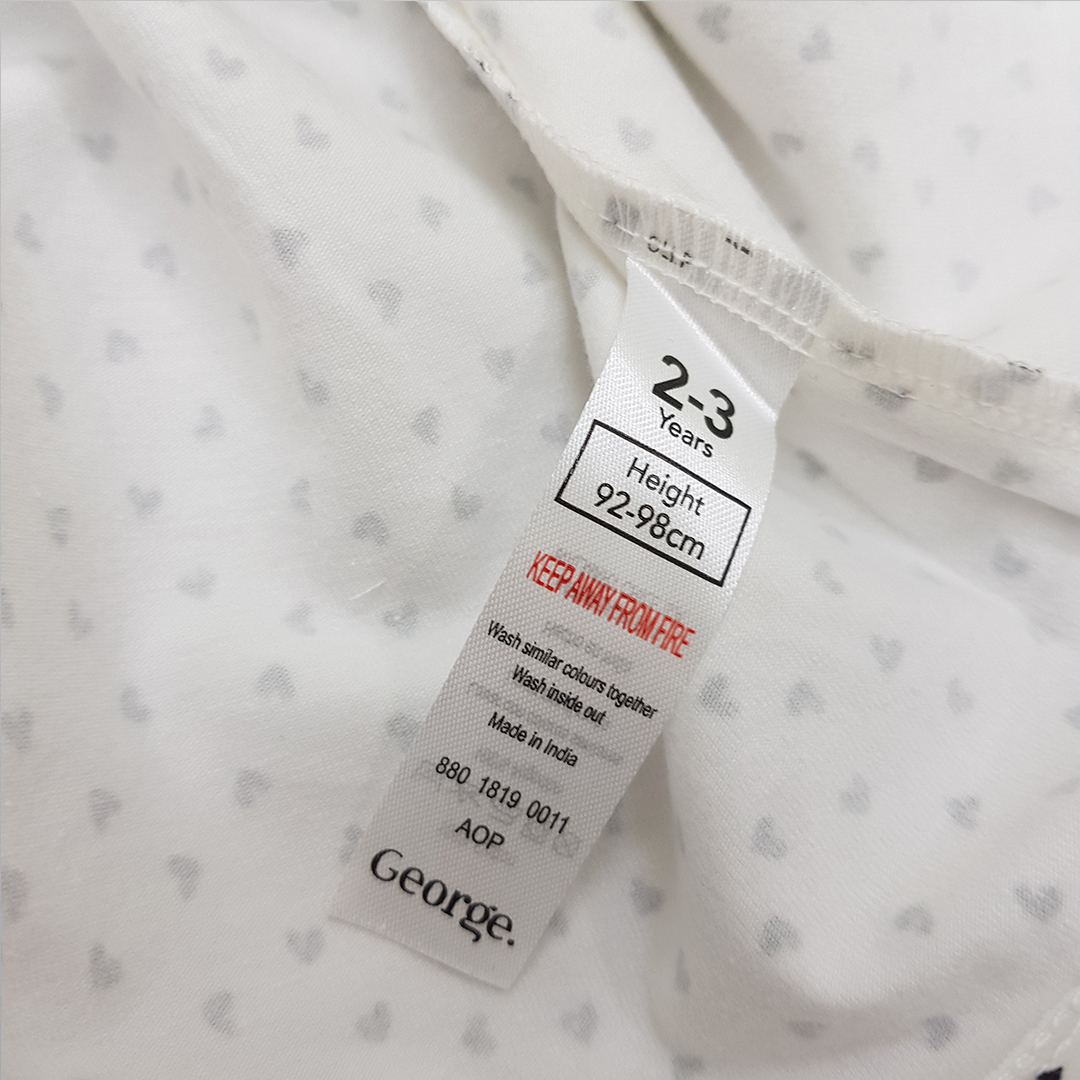 2-3
Years
Height
92-98cm
KEEP AWAY FROM FIRE
Wash similar colours together
Wash inside out
Made in India
880 1819 0011
AOP
George.